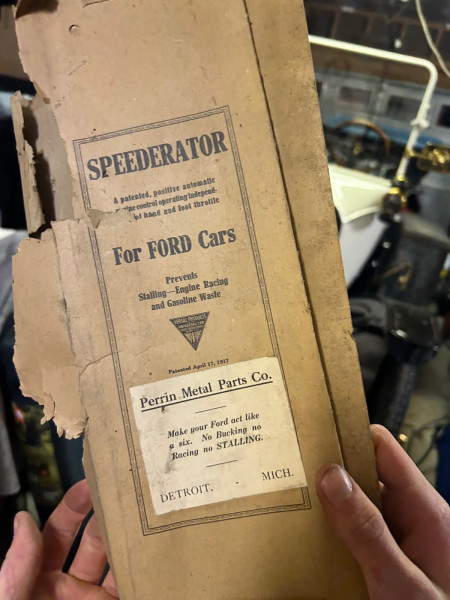 SPEEDERATOR
A patented, positive automatic
engine control operating independ-
of hand and foot throttle
For FORD Cars
Prevents
Stalling—Engine Racing
and Gasoline Waste
Patented April 17, 1917
Perrin Metal Parts Co.
Make your Ford act like
a six. No Bucking no
Racing no STALLING.
DETROIT, - MICH.